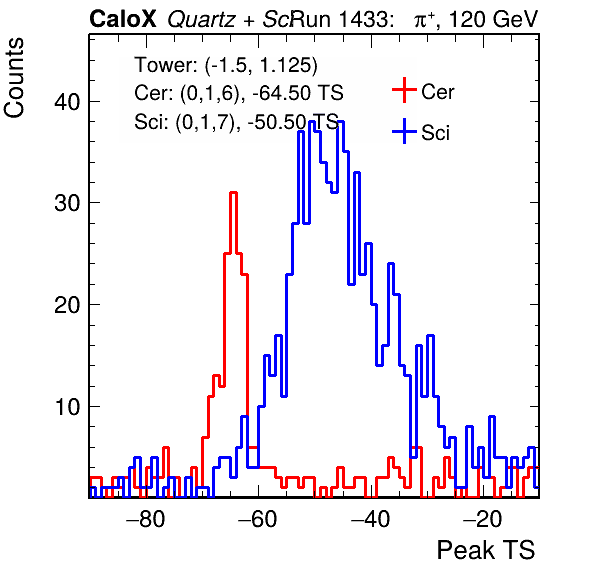 CaloX Quartz + ScRun 1433: π⁺, 120 GeV
Counts
Tower: (-1.5, 1.125)
Cer: (0,1,6), -64.50 TS
Sci: (0,1,7), -50.50 TS
Cer
Sci
40
30
20
10
−80 −60 −40 −20
Peak TS